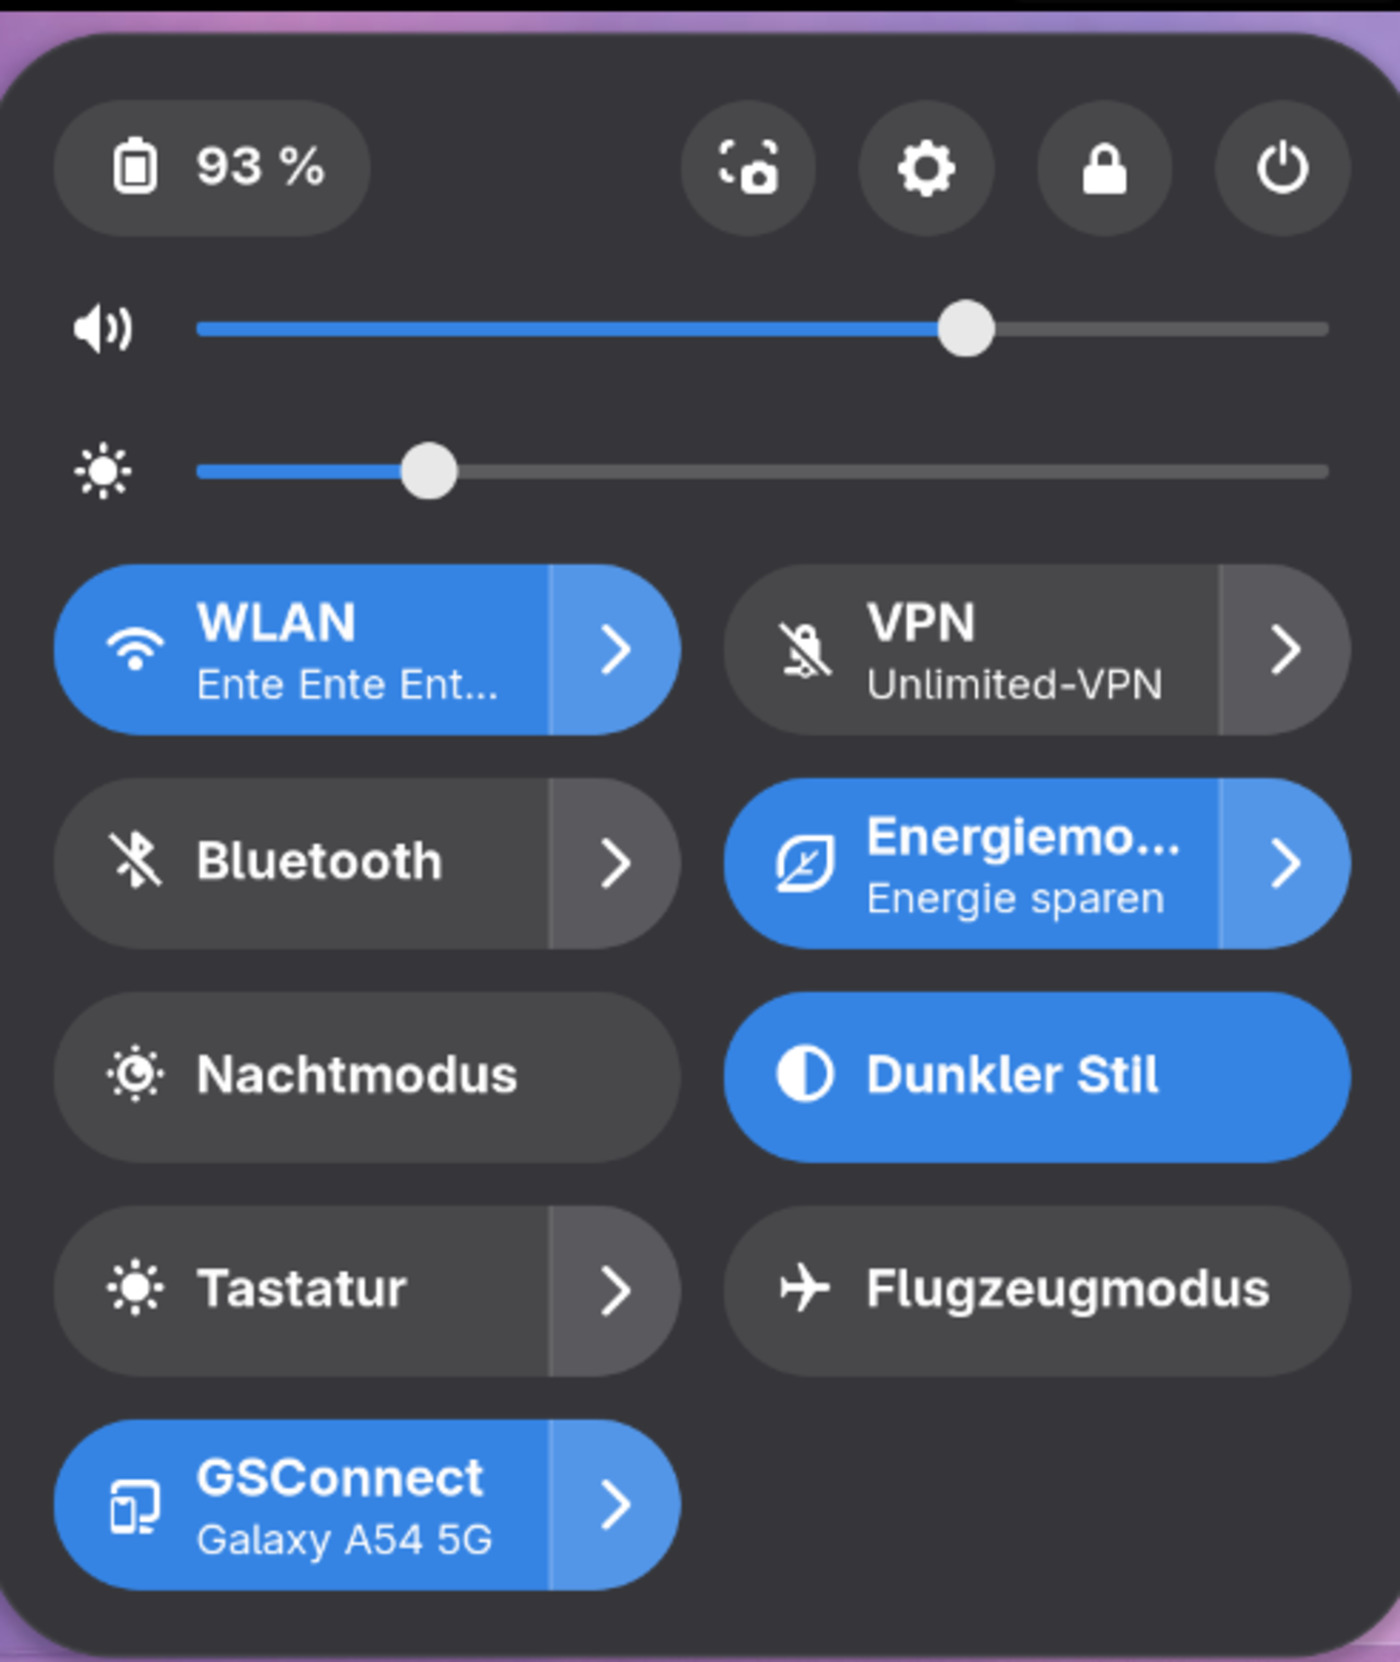 93 %
WLAN
Ente Ente Ent...
VPN
Unlimited-VPN
Bluetooth
Energiemo...
Energie sparen
Nachtmodus
Dunkler Stil
Tastatur
Flugzeugmodus
GSConnect
Galaxy A54 5G